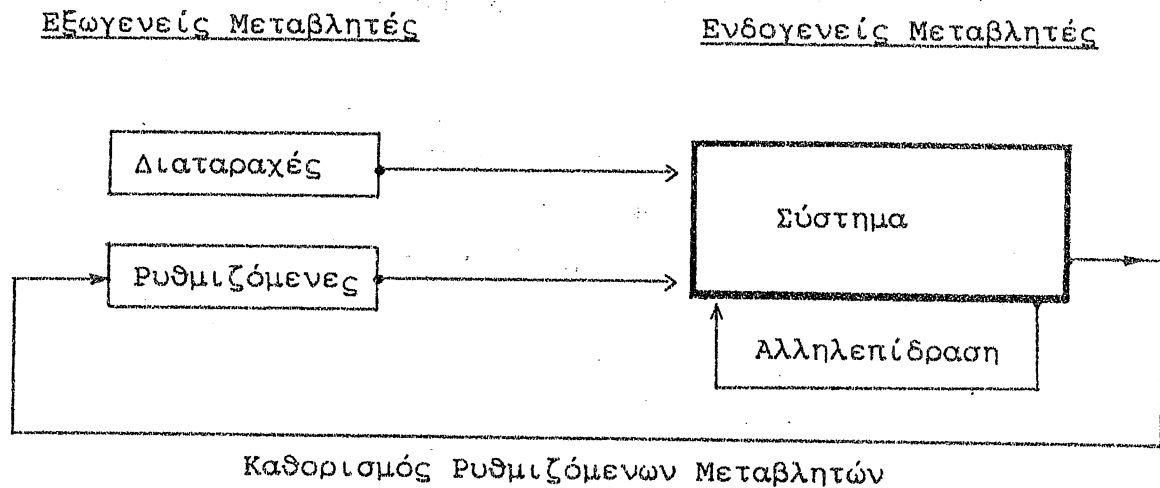 Εξωγενείς Μεταβλητές
Ενδογενείς Μεταβλητές
Διαταραχές
Σύστημα
Ρυθμιζόμενες
Αλληλεπίδραση
Καθορισμός Ρυθμιζόμενων Μεταβλητών